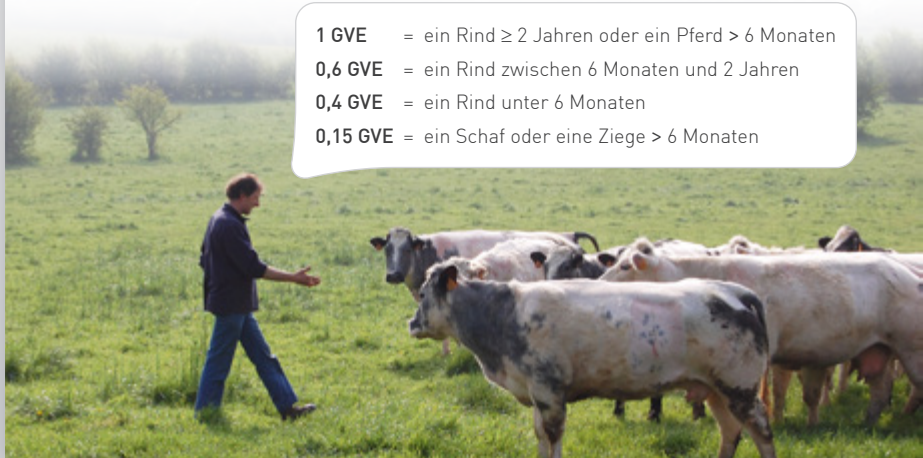 1 GVE = ein Rind ≥ 2 Jahren oder ein Pferd > 6 Monaten
0,6 GVE = ein Rind zwischen 6 Monaten und 2 Jahren
0,4 GVE = ein Rind unter 6 Monaten
0,15 GVE = ein Schaf oder eine Ziege > 6 Monaten